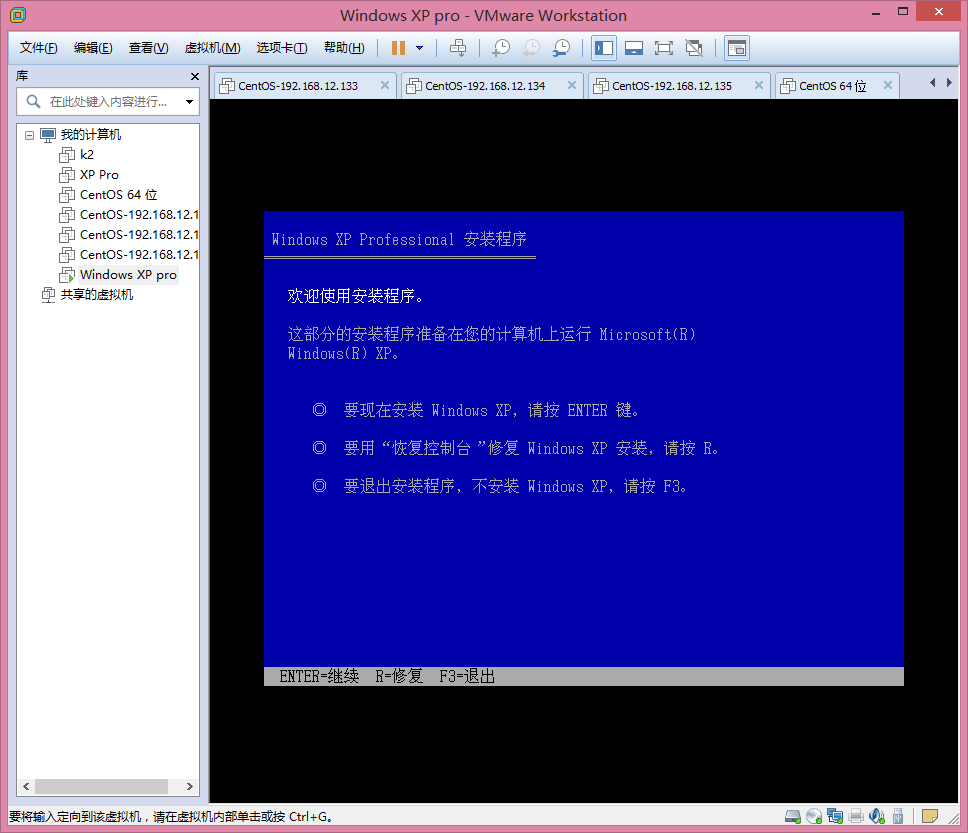 Windows XP pro - VMware Workstation
文件(F) 编辑(E) 查看(V) 虚拟机(M) 选项卡(T) 帮助(H)
库
在此处键入内容进行...
我的计算机
k2
XP Pro
CentOS 64 位
CentOS-192.168.12.1
CentOS-192.168.12.1
CentOS-192.168.12.1
Windows XP pro
共享的虚拟机
CentOS-192.168.12.133 CentOS-192.168.12.134 CentOS-192.168.12.135 CentOS 64 位
Windows XP Professional 安装程序
欢迎使用安装程序。
这部分的安装程序准备在您的计算机上运行 Microsoft(R)
Windows(R) XP。
◎ 要现在安装 Windows XP，请按 ENTER 键。
◎ 要用“恢复控制台 ”修复 Windows XP 安装，请按 R。
◎ 要退出安装程序，不安装 Windows XP，请按 F3。
ENTER=继续 R=修复 F3=退出
要将输入定向到该虚拟机，请在虚拟机内部单击或按 Ctrl+G。